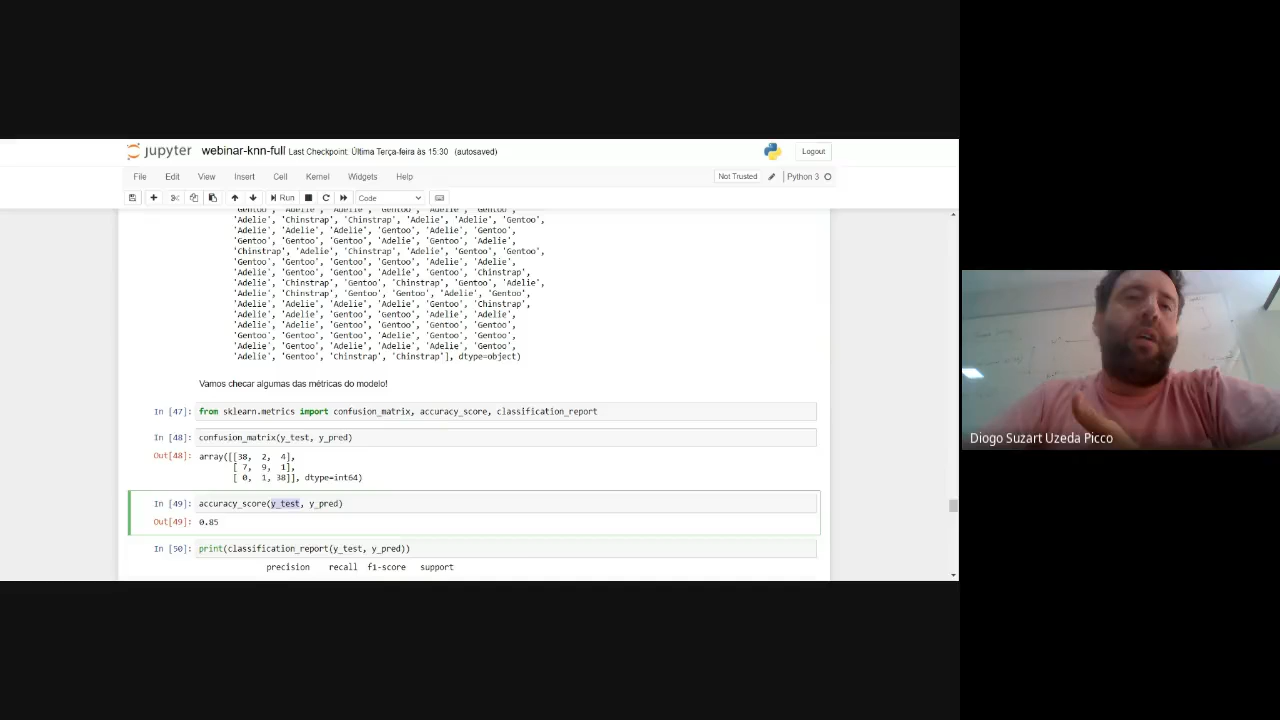 jupyter webinar-knn-full Last Checkpoint: Última Terça-feira às 15:30 (autosaved)
Logout
File Edit View Insert Cell Kernel Widgets Help
Not Trusted Python 3
Run Code
'Gentoo', 'Adelie', 'Adelie', 'Gentoo', 'Adelie', 'Gentoo',
'Adelie', 'Chinstrap', 'Chinstrap', 'Adelie', 'Adelie', 'Gentoo',
'Adelie', 'Adelie', 'Adelie', 'Gentoo', 'Adelie', 'Gentoo',
'Gentoo', 'Gentoo', 'Adelie', 'Gentoo', 'Gentoo', 'Adelie',
'Chinstrap', 'Adelie', 'Chinstrap', 'Adelie', 'Gentoo', 'Gentoo',
'Gentoo', 'Gentoo', 'Gentoo', 'Gentoo', 'Adelie', 'Adelie',
'Adelie', 'Gentoo', 'Gentoo', 'Adelie', 'Gentoo', 'Chinstrap',
'Adelie', 'Chinstrap', 'Gentoo', 'Chinstrap', 'Gentoo', 'Adelie',
'Adelie', 'Chinstrap', 'Gentoo', 'Gentoo', 'Adelie', 'Gentoo',
'Adelie', 'Adelie', 'Adelie', 'Adelie', 'Gentoo', 'Chinstrap',
'Adelie', 'Adelie', 'Adelie', 'Adelie', 'Gentoo', 'Adelie',
'Adelie', 'Gentoo', 'Gentoo', 'Gentoo', 'Gentoo', 'Gentoo',
'Gentoo', 'Gentoo', 'Gentoo', 'Adelie', 'Gentoo', 'Gentoo',
'Adelie', 'Adelie', 'Adelie', 'Adelie', 'Adelie', 'Gentoo',
'Adelie', 'Gentoo', 'Chinstrap', 'Chinstrap'], dtype=object)
Vamos checar algumas das métricas do modelo!
In [47]: from sklearn.metrics import confusion_matrix, accuracy_score, classification_report
In [48]: confusion_matrix(y_test, y_pred)
Out[48]: array([[38, 2, 4],
[ 7, 9, 1],
[ 0, 1, 38]], dtype=int64)
In [49]: accuracy_score(y_test, y_pred)
Out[49]: 0.85
In [50]: print(classification_report(y_test, y_pred))
precision recall f1-score support
Diogo Suzart Uzeda Picco